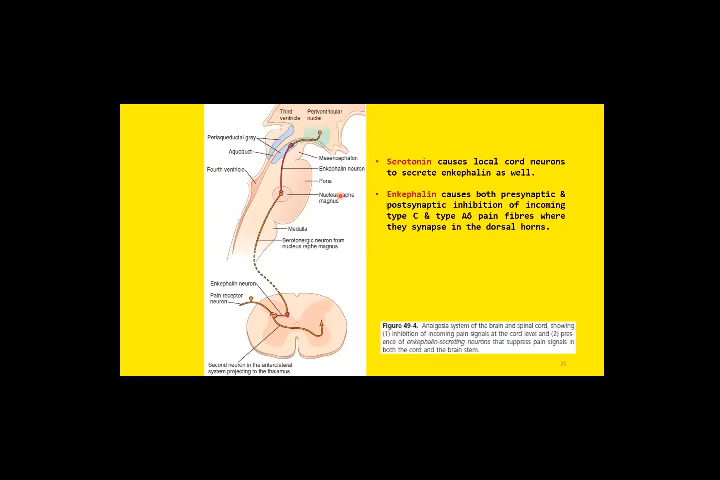 Third Periventricular
ventricle nuclei
Periaqueductal gray
Aqueduct
Mesencephalon
Fourth ventricle
Enkephalin neuron
Pons
Nucleus raphe
magnus
Medulla
Serotonergic neuron from
nucleus raphe magnus
Enkephalin neuron
Pain receptor
neuron
Second neuron in the anterolateral
system projecting to the thalamus
• Serotonin causes local cord neurons
to secrete enkephalin as well.
• Enkephalin causes both presynaptic &
postsynaptic inhibition of incoming
type C & type Aδ pain fibres where
they synapse in the dorsal horns.
Figure 49-4. Analgesia system of the brain and spinal cord, showing
(1) inhibition of incoming pain signals at the cord level and (2) pres-
ence of enkephalin-secreting neurons that suppress pain signals in
both the cord and the brain stem.